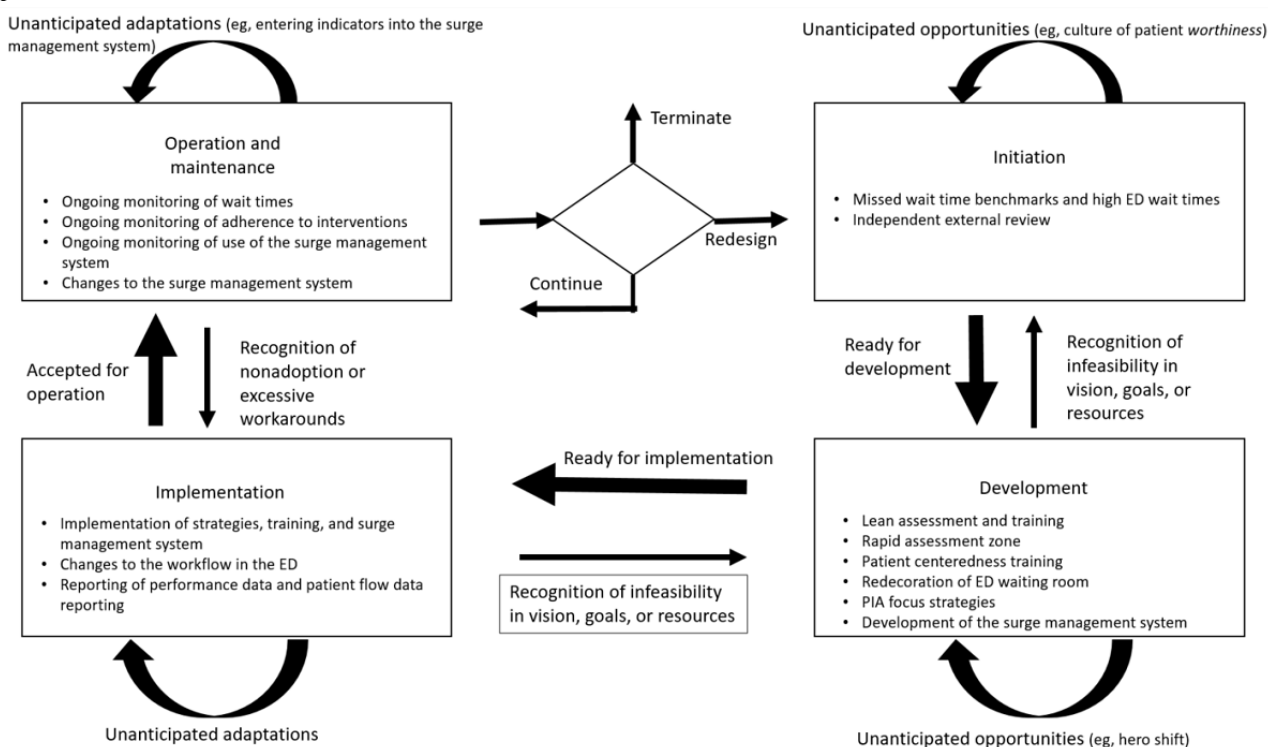 Unanticipated adaptations (eg, entering indicators into the surge
management system)
Unanticipated opportunities (eg, culture of patient worthiness)
Operation and
maintenance
• Ongoing monitoring of wait times
• Ongoing monitoring of adherence to interventions
• Ongoing monitoring of use of the surge management
system
• Changes to the surge management system
Terminate
Redesign
Continue
Initiation
• Missed wait time benchmarks and high ED wait times
• Independent external review
Accepted for
operation
Recognition of
nonadoption or
excessive
workarounds
Ready for
development
Recognition of
infeasibility in
vision, goals, or
resources
Implementation
• Implementation of strategies, training, and surge
management system
• Changes to the workflow in the ED
• Reporting of performance data and patient flow data
reporting
Ready for implementation
Recognition of infeasibility
in vision, goals, or resources
Development
• Lean assessment and training
• Rapid assessment zone
• Patient centeredness training
• Redecoration of ED waiting room
• PIA focus strategies
• Development of the surge management system
Unanticipated adaptations
Unanticipated opportunities (eg, hero shift)